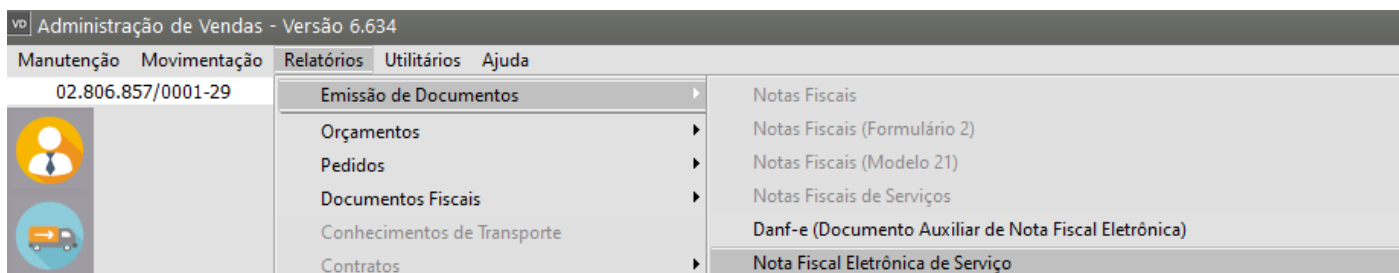 VD Administração de Vendas - Versão 6.634
Manutenção Movimentação Relatórios Utilitários Ajuda
02.806.857/0001-29
Emissão de Documentos
Orçamentos
Pedidos
Documentos Fiscais
Conhecimentos de Transporte
Contratos
Notas Fiscais
Notas Fiscais (Formulário 2)
Notas Fiscais (Modelo 21)
Notas Fiscais de Serviços
Danf-e (Documento Auxiliar de Nota Fiscal Eletrônica)
Nota Fiscal Eletrônica de Serviço